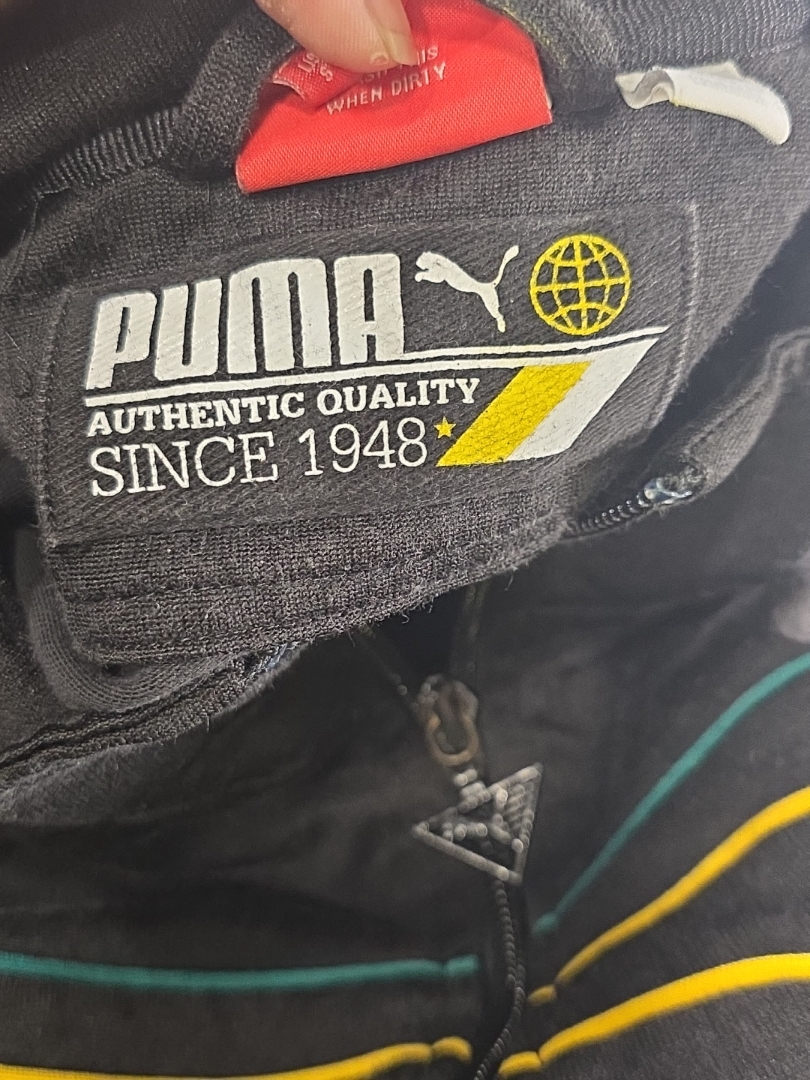 WHEN DIRTY
PUMA
AUTHENTIC QUALITY
SINCE 1948